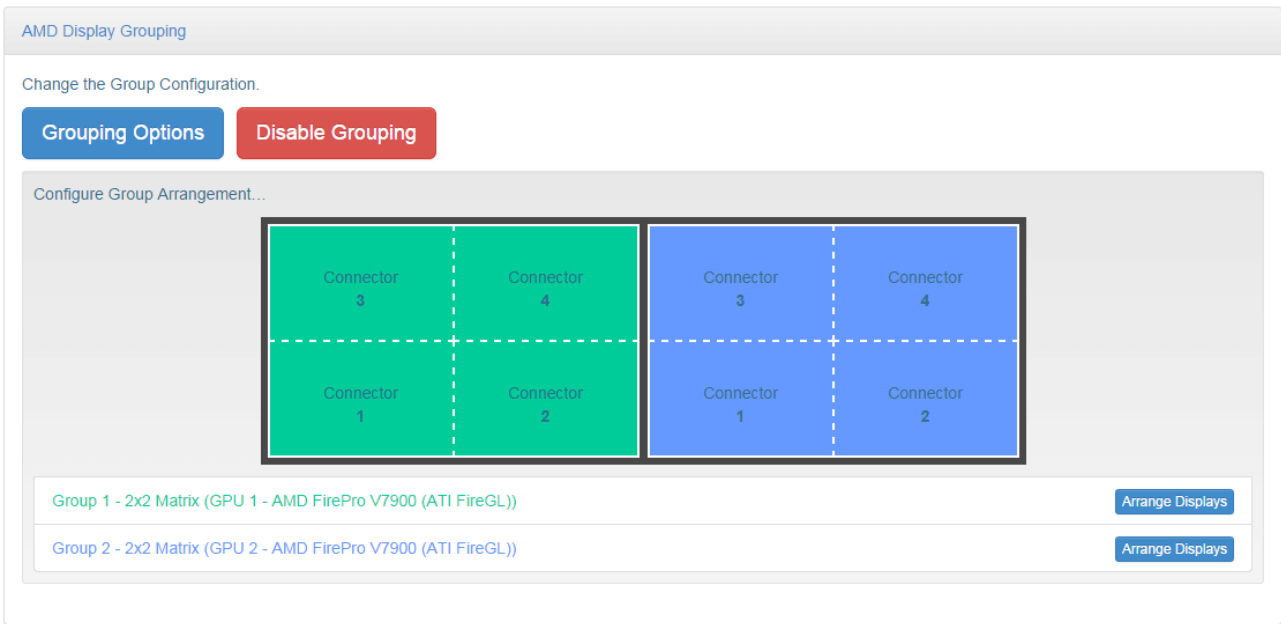 AMD Display Grouping
Change the Group Configuration.
Grouping Options Disable Grouping
Configure Group Arrangement...
Connector Connector Connector Connector
3 4 3 4
Connector Connector Connector Connector
1 2 1 2
Group 1 - 2x2 Matrix (GPU 1 - AMD FirePro V7900 (ATI FireGL)) Arrange Displays
Group 2 - 2x2 Matrix (GPU 2 - AMD FirePro V7900 (ATI FireGL)) Arrange Displays